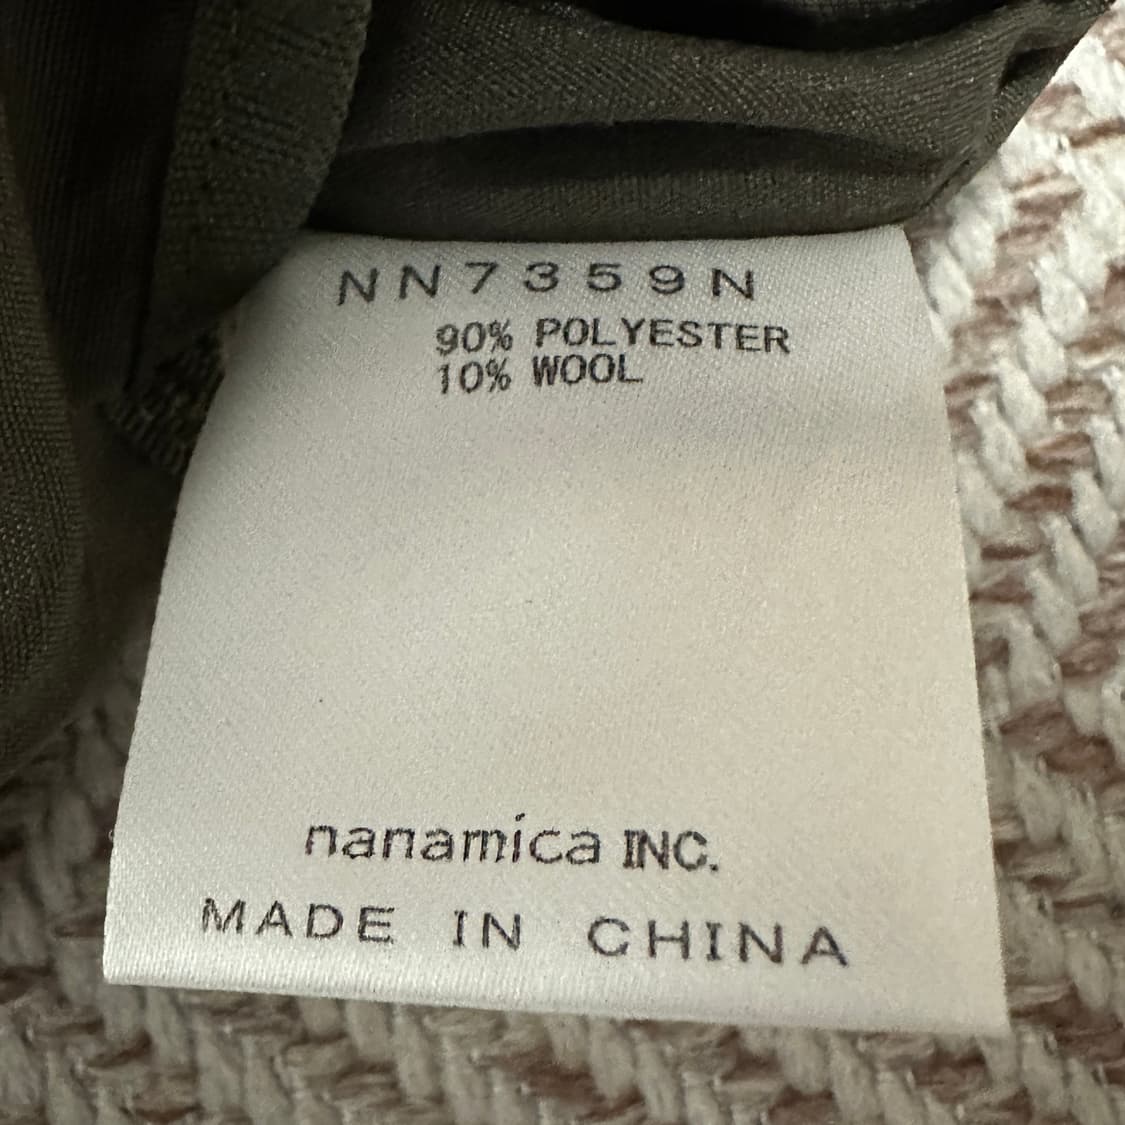 NN7359N
90% POLYESTER
10% WOOL
nanamica INC.
MADE IN CHINA